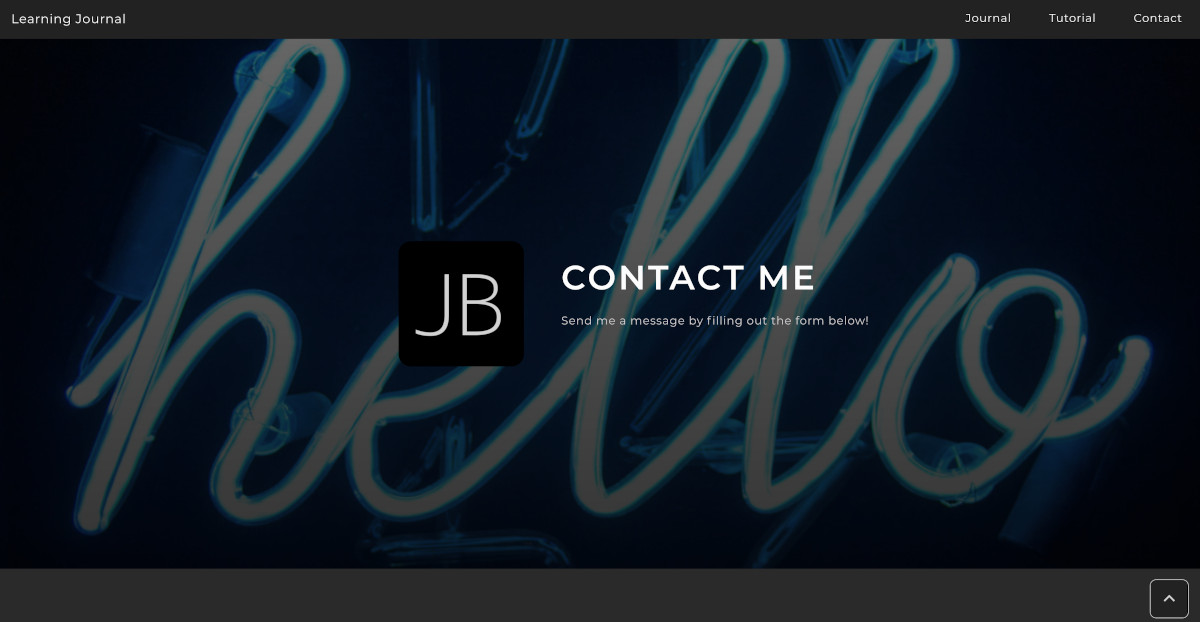 Learning Journal
Journal Tutorial Contact
hello
JB
CONTACT ME
Send me a message by filling out the form below!